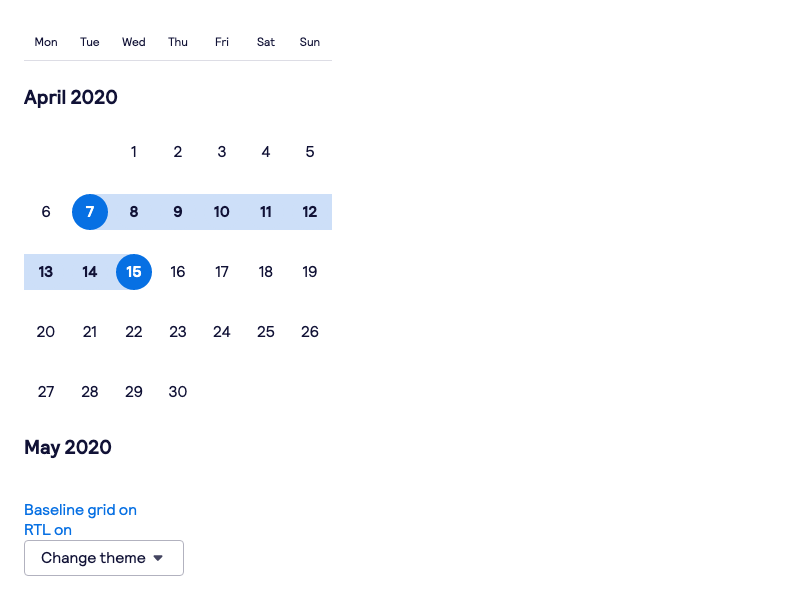 Mon Tue Wed Thu Fri Sat Sun
April 2020
1 2 3 4 5
6 7 8 9 10 11 12
13 14 15 16 17 18 19
20 21 22 23 24 25 26
27 28 29 30
May 2020
Baseline grid on
RTL on
Change theme